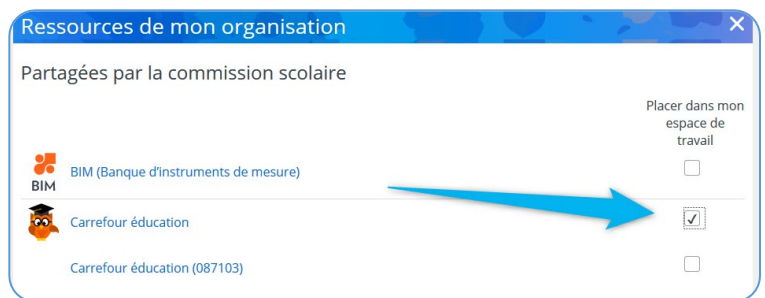 Ressources de mon organisation
Partagées par la commission scolaire
Placer dans mon
espace de
travail
BIM
BIM (Banque d'instruments de mesure)
Carrefour éducation
Carrefour éducation (087103)